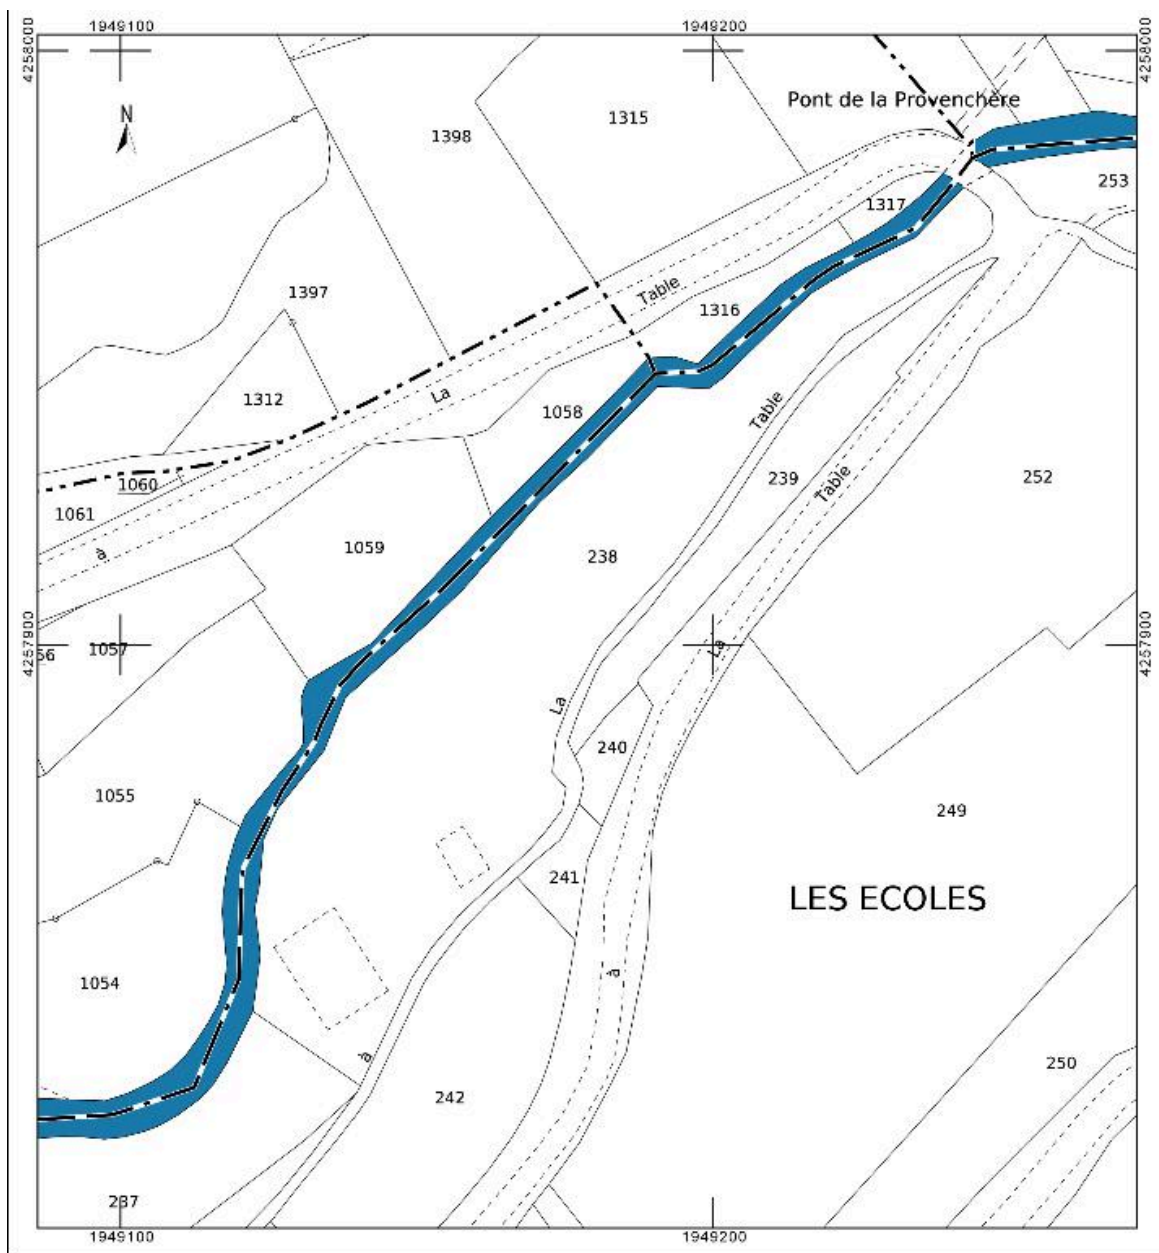 1949100
1949200
4258000
4258000
Pont de la Provenchère
N
1398
1315
253
1317
1397
Table
1316
1312
La
1058
Table
1060
239
Table
252
1061
à
1059
238
4257900
4257900
56
1057
La
La
240
1055
249
241
LES ECOLES
1054
à
à
250
242
237
1949100
1949200